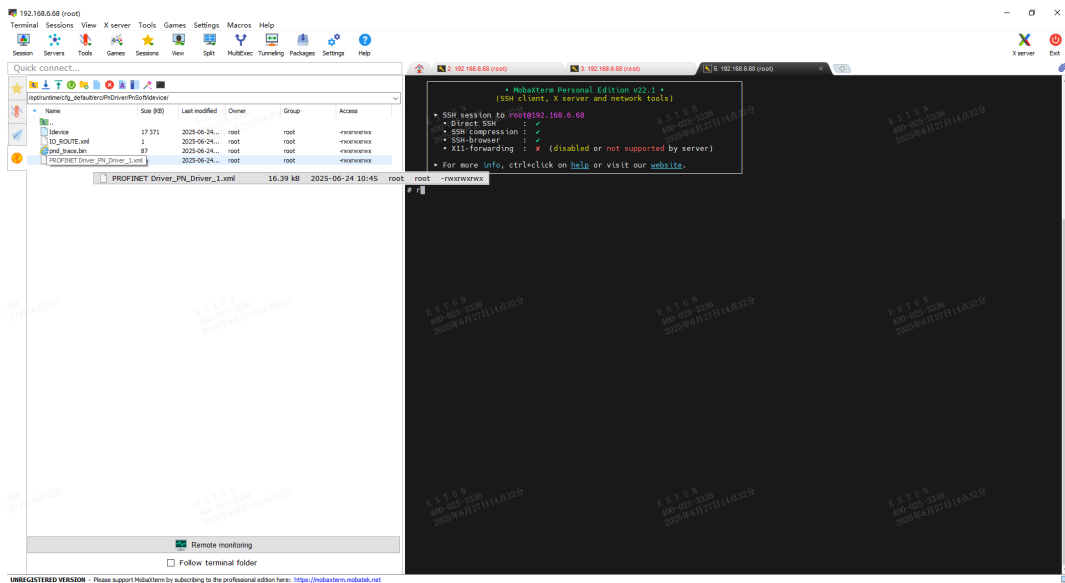 192.168.6.68 (root)
Terminal Sessions View X server Tools Games Settings Macros Help
Session Servers Tools Games Sessions View Split MultiExec Tunneling Packages Settings Help X server Exit
Quick connect...
2. 192.168.6.68 (root) 3. 192.168.6.68 (root) 5. 192.168.6.68 (root)
/opt/runtime/cfg_default/erc/PnDriver/PnSoft/idevice/
Name Size (KB) Last modified Owner Group Access
..
Idevice 17 371 2025-06-24... root root -rwxrwxrwx
IO_ROUTE.xml 1 2025-06-24... root root -rwxrwxrwx
pnd_trace.bin 87 2025-06-24... root root -rwxrwxrwx
PROFINET Driver_PN_Driver_1.xml 2025-06-24... root root -rwxrwxrwx
PROFINET Driver_PN_Driver_1.xml 16.39 kB 2025-06-24 10:45 root root -rwxrwxrwx
• MobaXterm Personal Edition v22.1 •
(SSH client, X server and network tools)
▸ SSH session to root@192.168.6.68
• Direct SSH : ✔
• SSH compression : ✔
• SSH-browser : ✔
• X11-forwarding : ✘ (disabled or not supported by server)
▸ For more info, ctrl+click on help or visit our website.
# r
E S T U N
400-025-3336
2025年6月27日14点32分
Remote monitoring
Follow terminal folder
UNREGISTERED VERSION - Please support MobaXterm by subscribing to the professional edition here: https://mobaxterm.mobatek.net